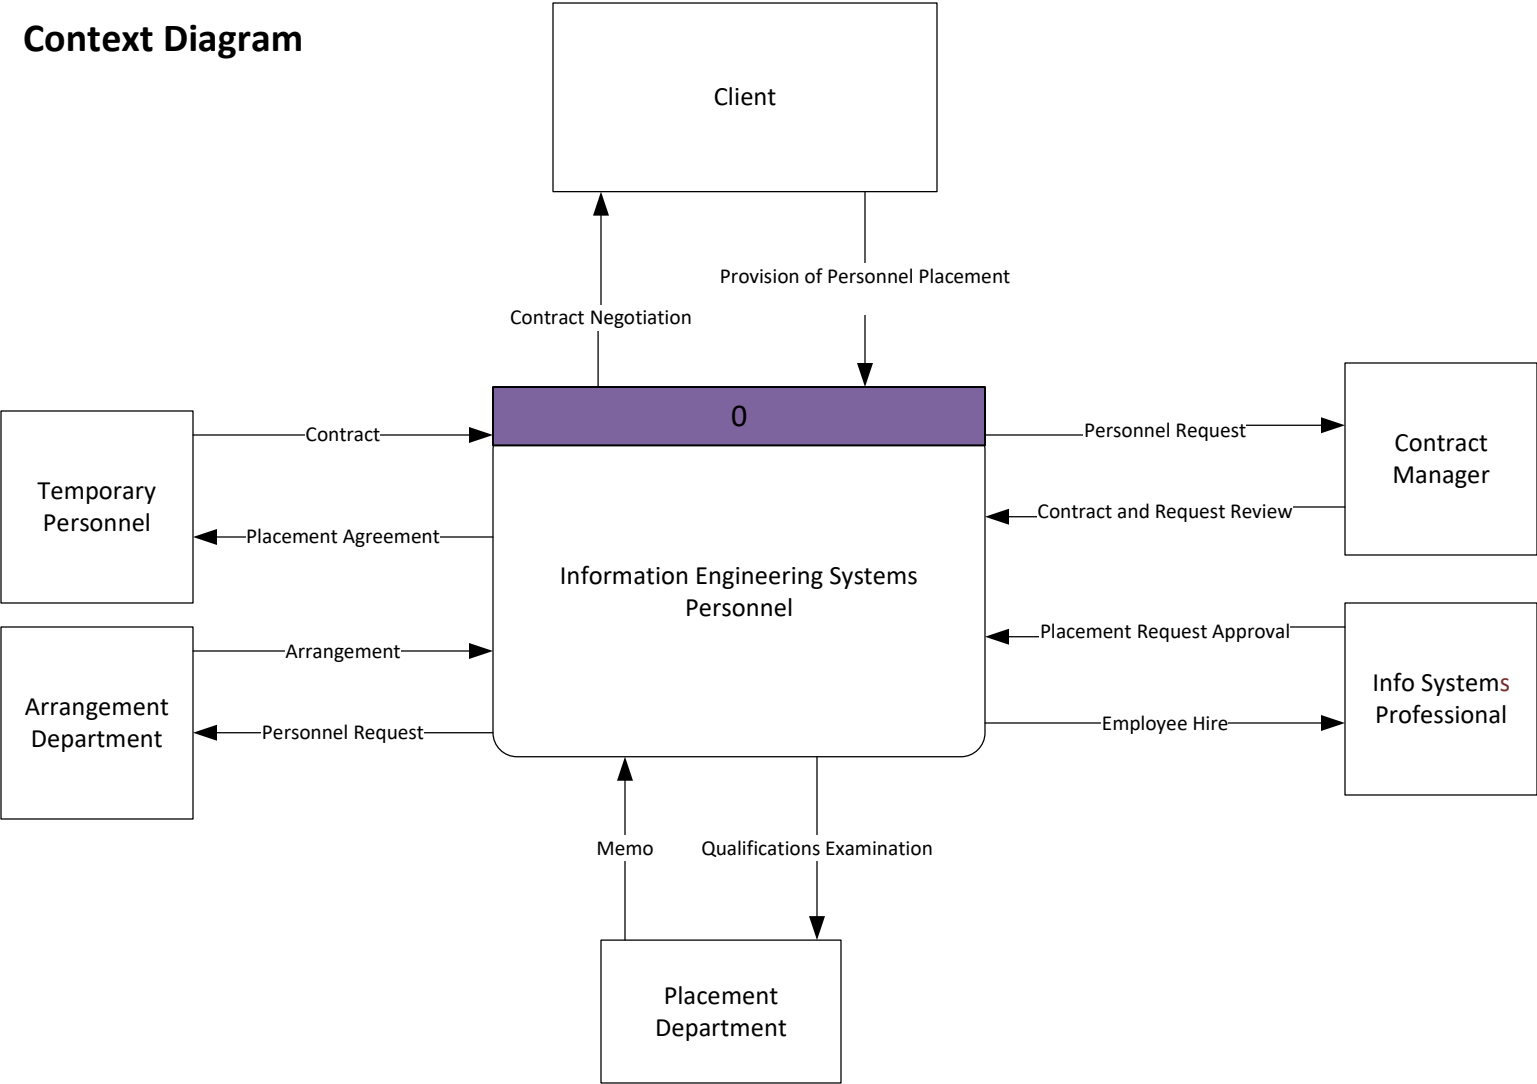 Context Diagram
Client
Provision of Personnel Placement
Contract Negotiation
0
Contract
Personnel Request
Contract
Manager
Temporary
Personnel
Contract and Request Review
Placement Agreement
Information Engineering Systems
Personnel
Placement Request Approval
Arrangement
Info Systems
Professional
Arrangement
Department
Employee Hire
Personnel Request
Memo
Qualifications Examination
Placement
Department